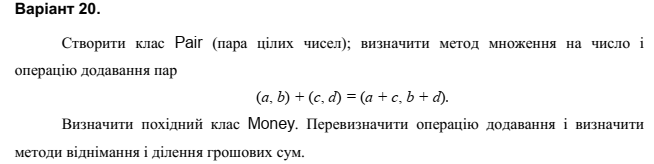 Варіант 20.
Створити клас Pair (пара цілих чисел); визначити метод множення на число і
операцію додавання пар
(a, b) + (c, d) = (a + c, b + d).
Визначити похідний клас Money. Перевизначити операцію додавання і визначити
методи віднімання і ділення грошових сум.